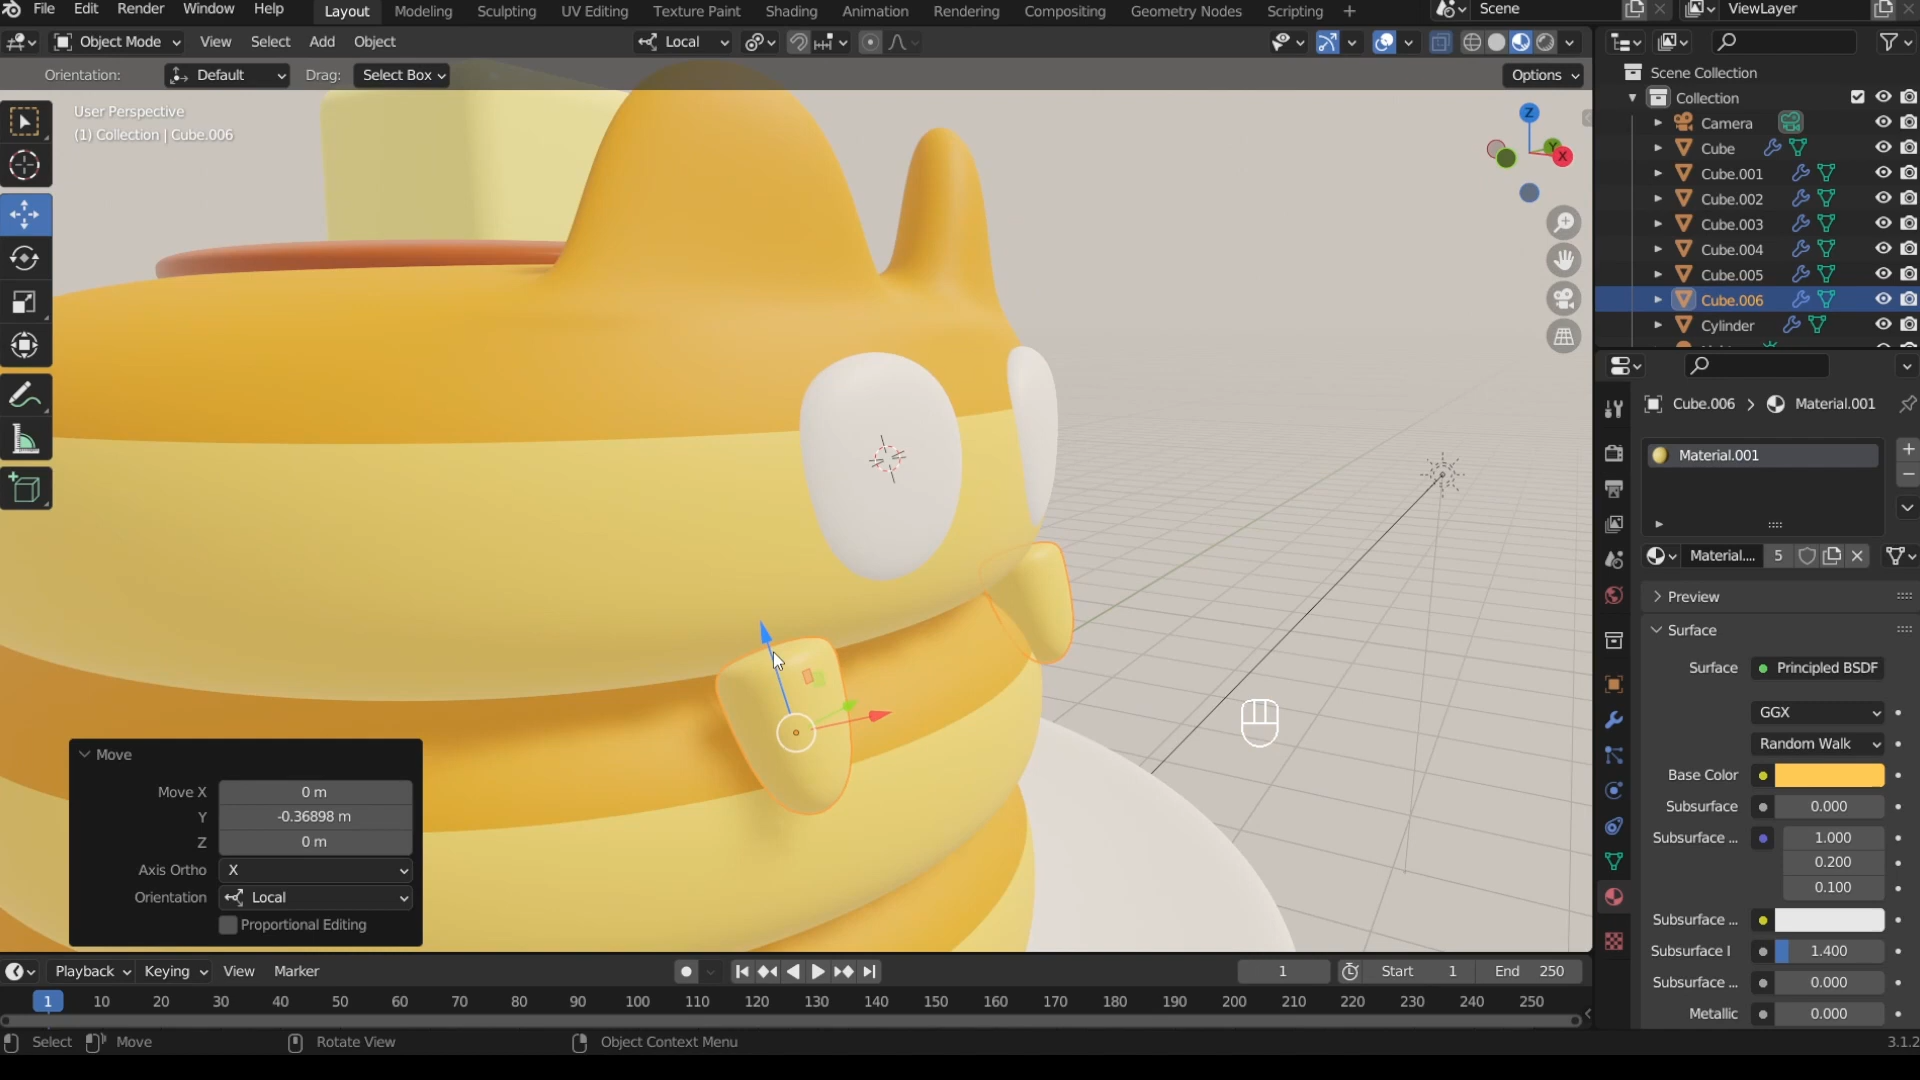 File Edit Render Window Help Layout Modeling Sculpting UV Editing Texture Paint Shading Animation Rendering Compositing Geometry Nodes Scripting + Scene ViewLayer
Object Mode View Select Add Object Local
Orientation: Default Drag: Select Box Options
User Perspective
(1) Collection | Cube.006
Z
Y
X
Scene Collection
Collection
Camera
Cube
Cube.001
Cube.002
Cube.003
Cube.004
Cube.005
Cube.006
Cylinder
Cube.006 > Material.001
Material.001
Material.... 5
Preview
Surface
Surface Principled BSDF
GGX
Random Walk
Base Color
Subsurface 0.000
Subsurface ... 1.000
0.200
0.100
Subsurface ...
Subsurface I 1.400
Subsurface ... 0.000
Metallic 0.000
Move
Move X 0 m
Y -0.36898 m
Z 0 m
Axis Ortho X
Orientation Local
Proportional Editing
Playback Keying View Marker 1 Start 1 End 250
1 10 20 30 40 50 60 70 80 90 100 110 120 130 140 150 160 170 180 190 200 210 220 230 240 250
Select Move Rotate View Object Context Menu 3.1.2